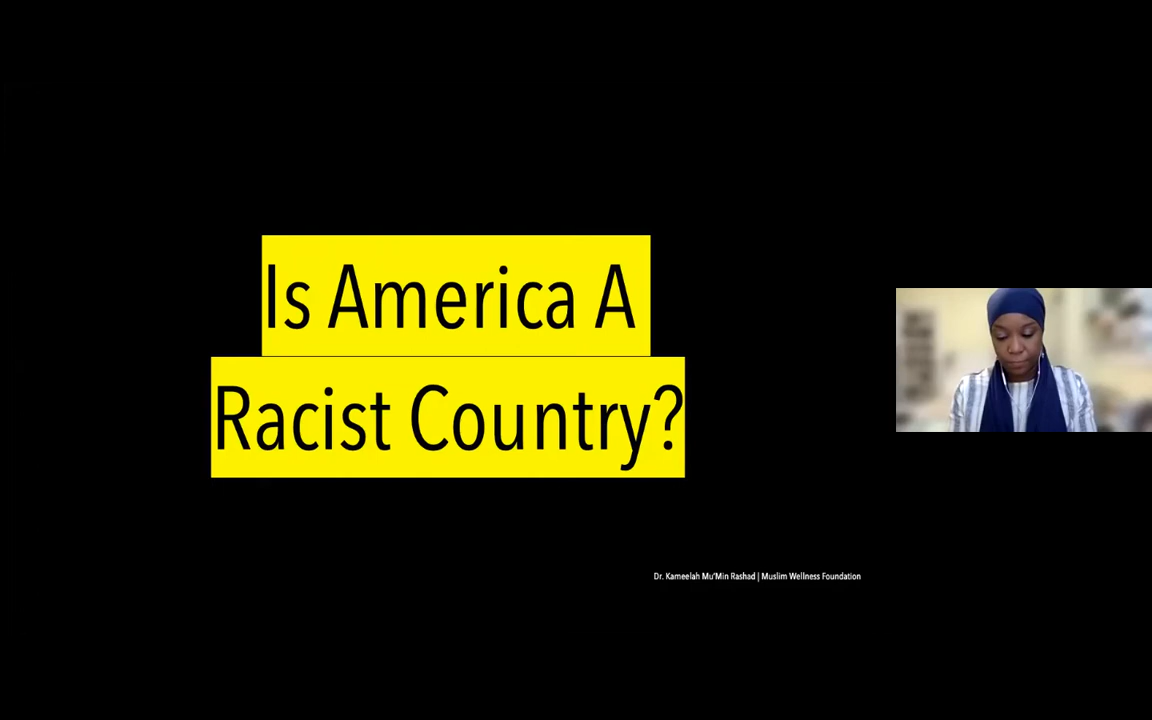 Is America A
Racist Country?
Dr. Kameelah Mu'Min Rashad | Muslim Wellness Foundation